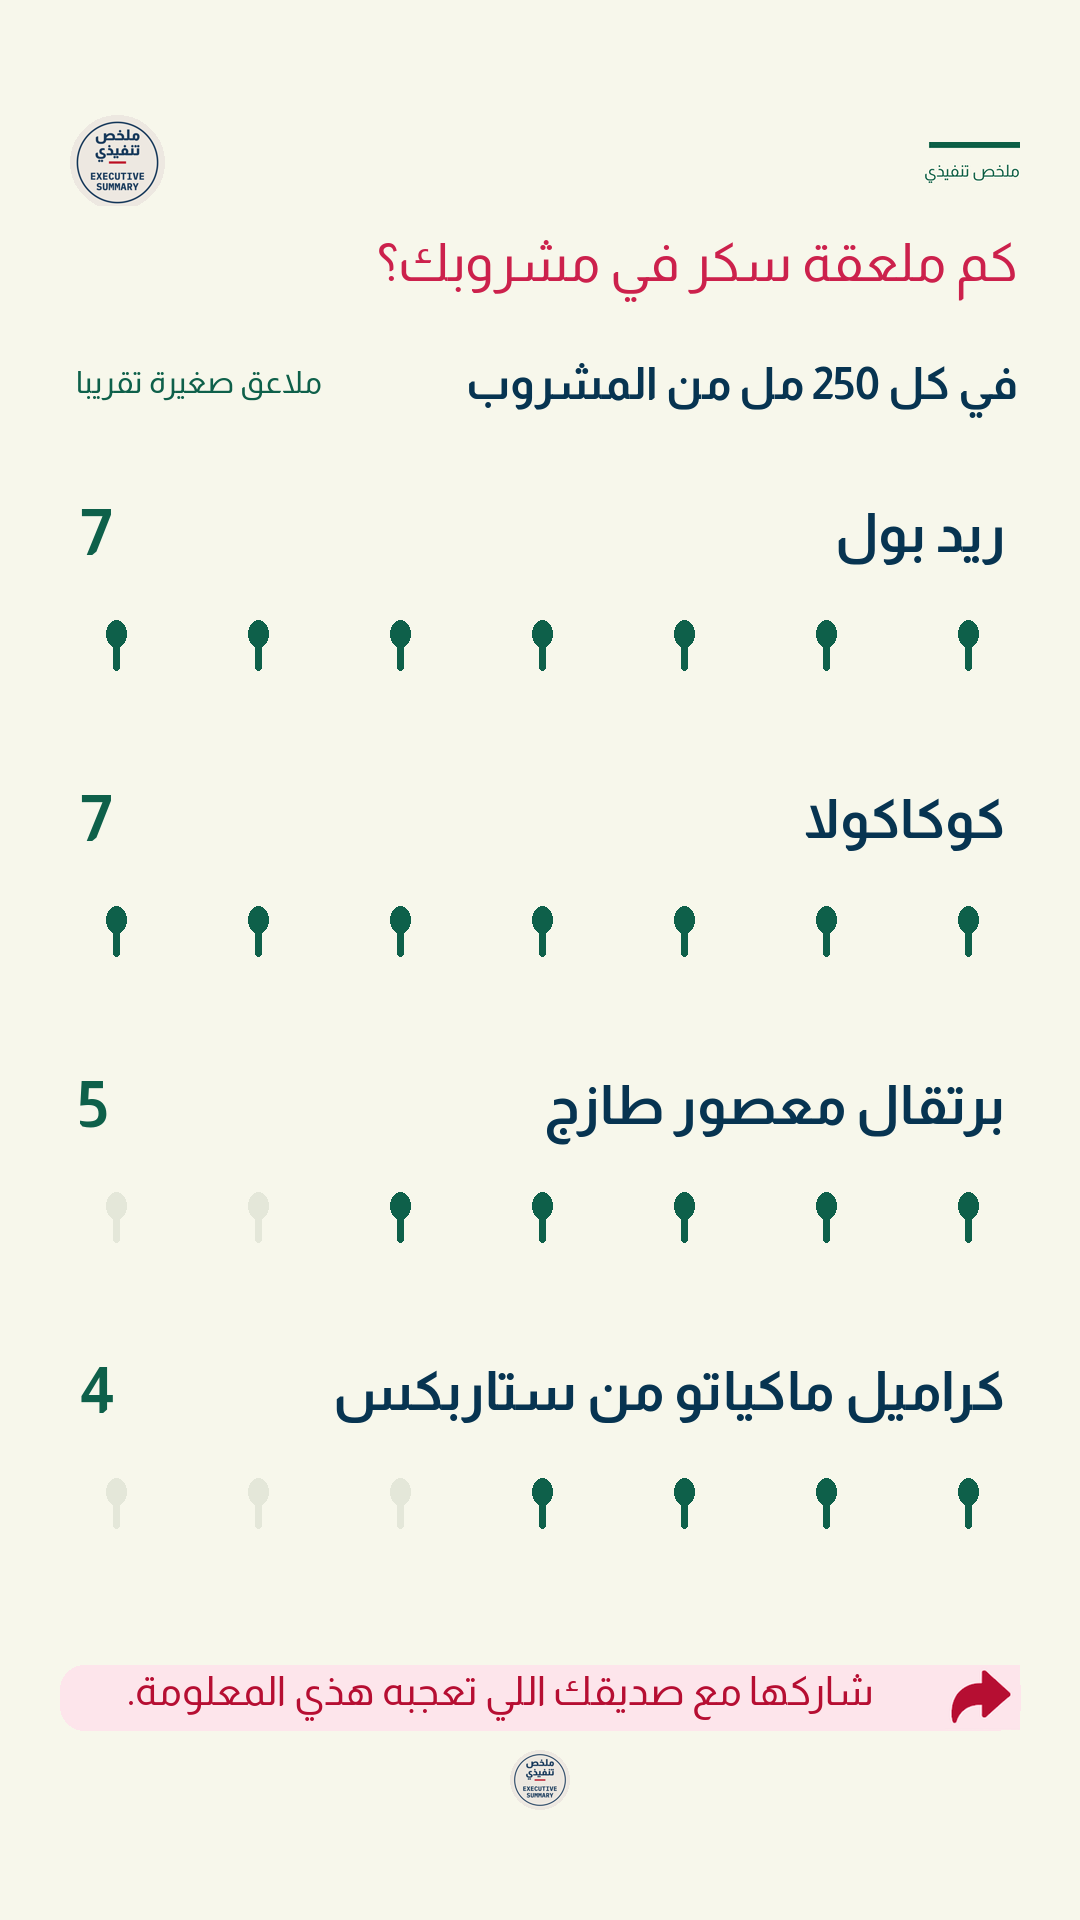 ملخص تنفيذي
ملخص
تنفيذي
EXECUTIVE
SUMMARY
كم ملعقة سكر في مشروبك؟
في كل 250 مل من المشروب
ملاعق صغيرة تقريبا
ريد بول
7
كوكاكولا
7
برتقال معصور طازج
5
كراميل ماكياتو من ستاربكس
4
شاركها مع صديقك اللي تعجبه هذي المعلومة.
ملخص
تنفيذي
EXECUTIVE
SUMMARY